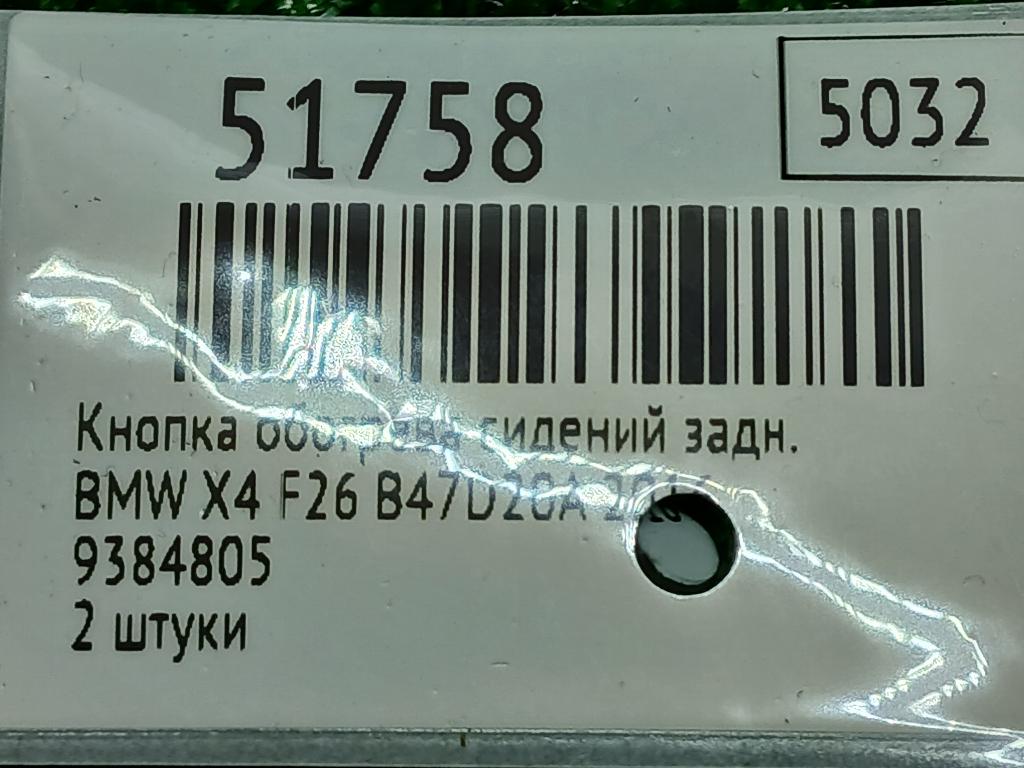 51758
5032
Кнопка обогрева сидений задн.
BMW X4 F26 B47D20A
9384805
2 штуки